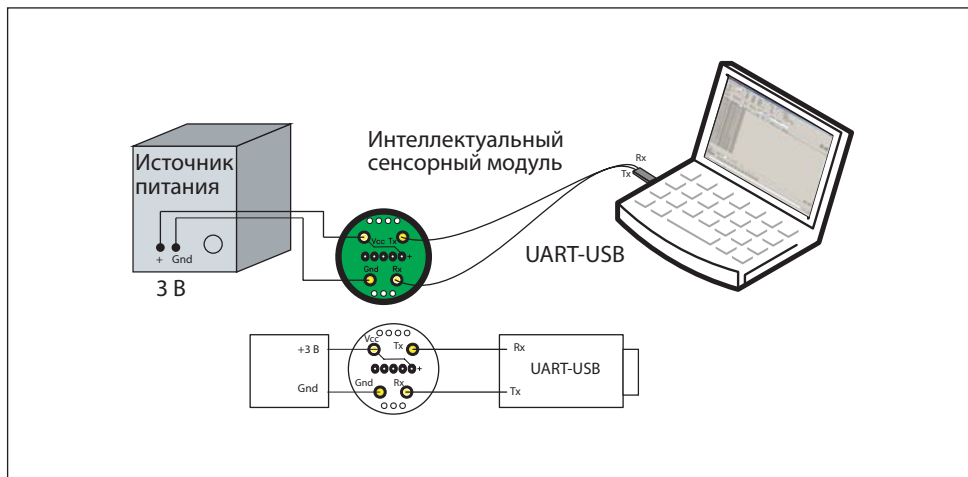 Источник
питания
+ Gnd
3 В
Интеллектуальный
сенсорный модуль
Vcc Tx
+
Gnd Rx
Rx
Tx
UART-USB
+3 В
Gnd
Vcc
Tx
+
Gnd Rx
Rx
Tx
UART-USB